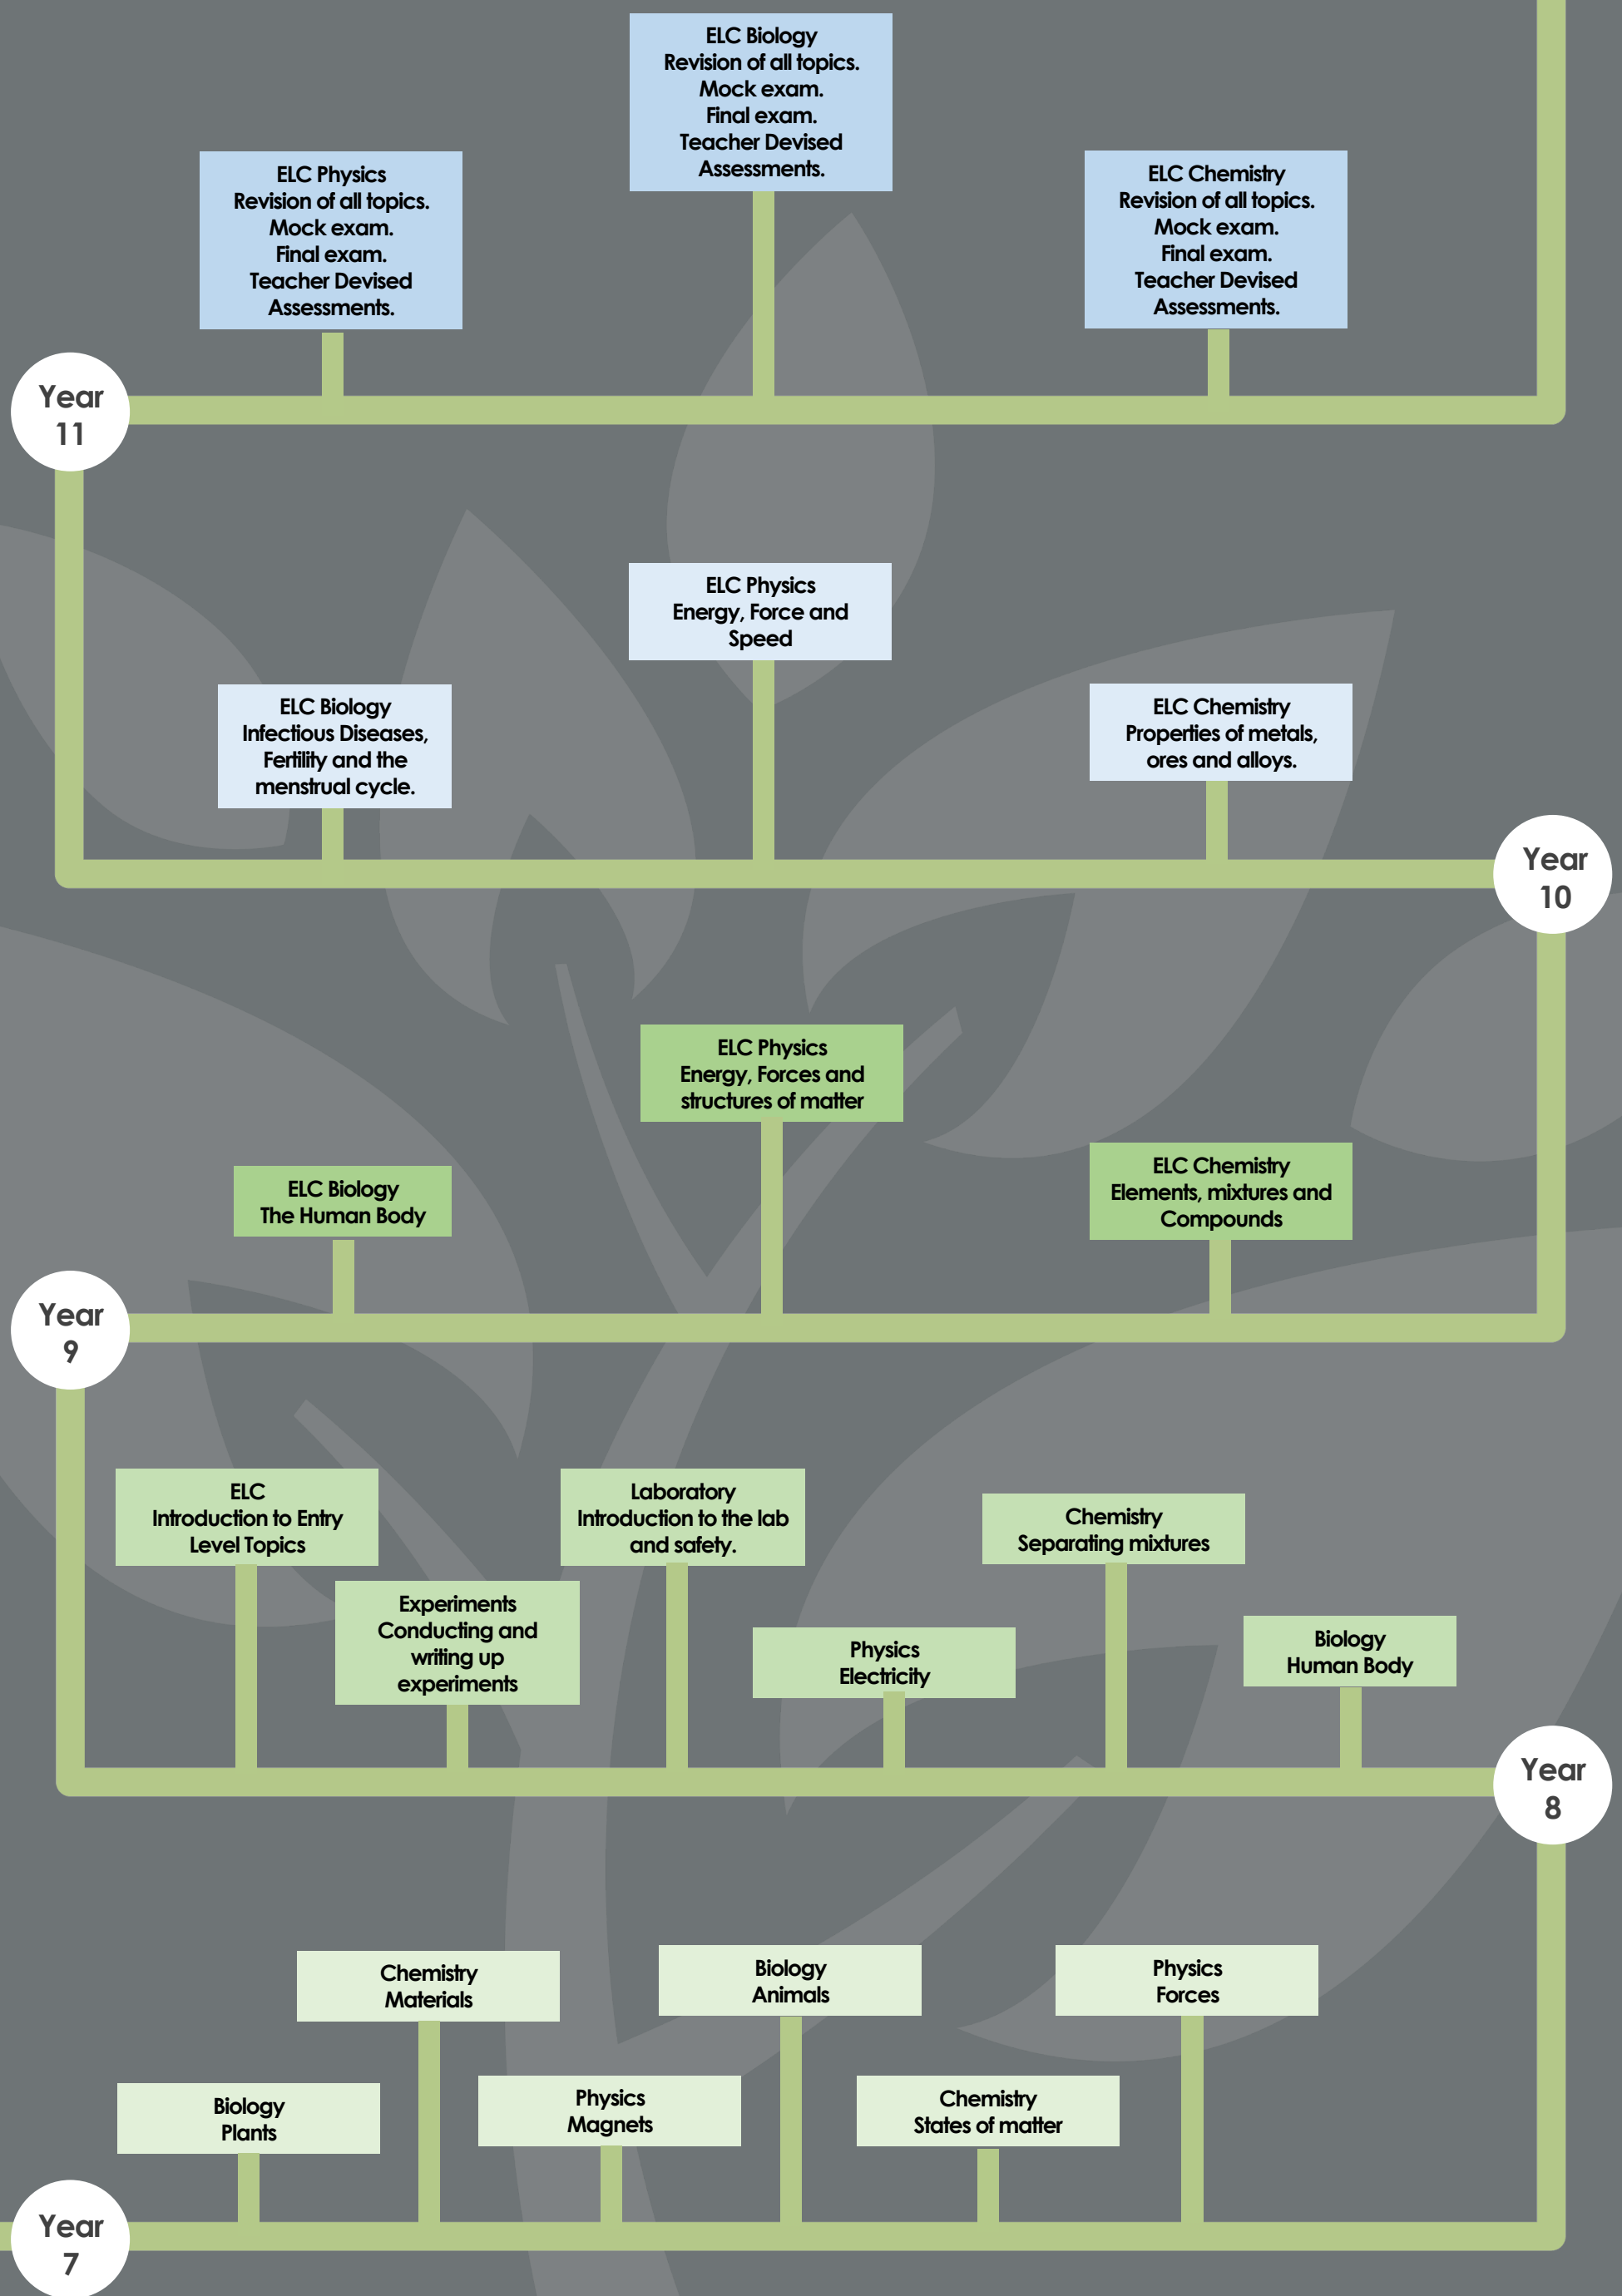 ELC Biology
Revision of all topics.
Mock exam.
Final exam.
Teacher Devised
Assessments.
ELC Physics
Revision of all topics.
Mock exam.
Final exam.
Teacher Devised
Assessments.
ELC Chemistry
Revision of all topics.
Mock exam.
Final exam.
Teacher Devised
Assessments.
Year
11
ELC Physics
Energy, Force and
Speed
ELC Biology
Infectious Diseases,
Fertility and the
menstrual cycle.
ELC Chemistry
Properties of metals,
ores and alloys.
Year
10
ELC Physics
Energy, Forces and
structures of matter
ELC Biology
The Human Body
ELC Chemistry
Elements, mixtures and
Compounds
Year
9
ELC
Introduction to Entry
Level Topics
Experiments
Conducting and
writing up
experiments
Laboratory
Introduction to the lab
and safety.
Physics
Electricity
Chemistry
Separating mixtures
Biology
Human Body
Year
8
Chemistry
Materials
Biology
Animals
Physics
Forces
Biology
Plants
Physics
Magnets
Chemistry
States of matter
Year
7